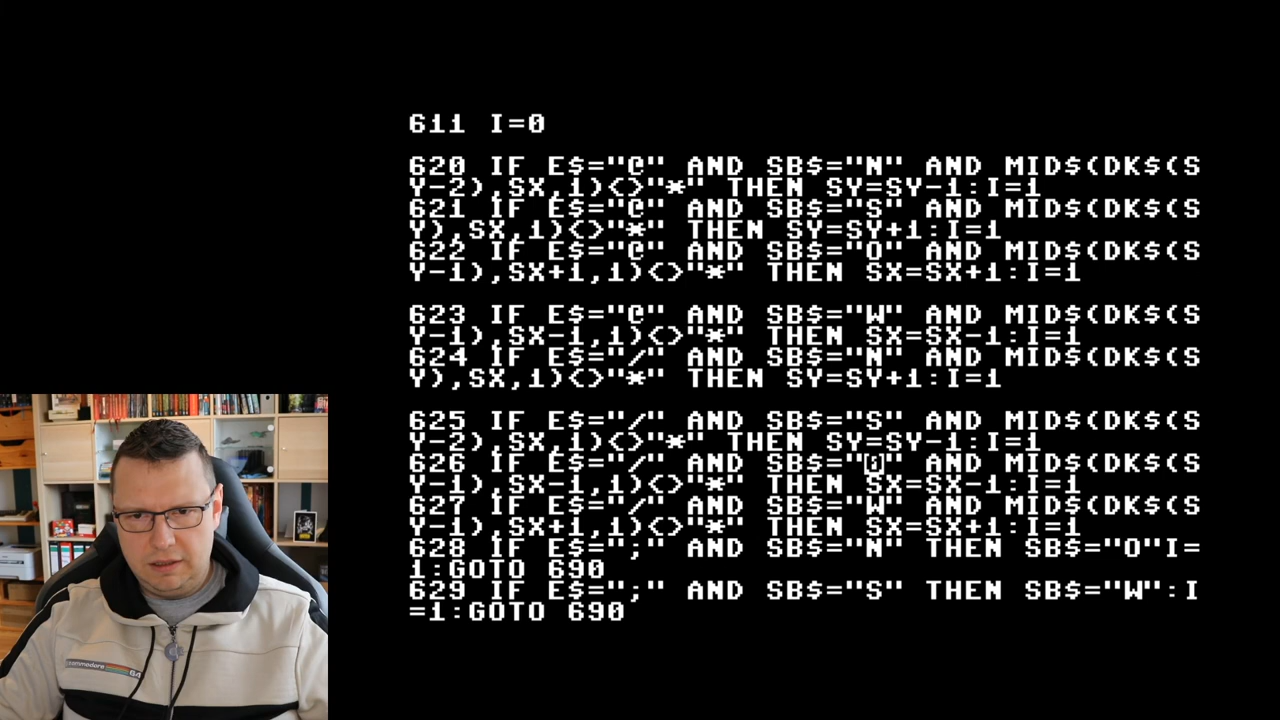 611 I=0
620 IF E$="@" AND SB$="N" AND MID$(DK$(S
Y-2),SX,1)<>"*" THEN SY=SY-1:I=1
621 IF E$="@" AND SB$="S" AND MID$(DK$(S
Y),SX,1)<>"*" THEN SY=SY+1:I=1
622 IF E$="@" AND SB$="O" AND MID$(DK$(S
Y-1),SX+1,1)<>"*" THEN SX=SX+1:I=1
623 IF E$="@" AND SB$="W" AND MID$(DK$(S
Y-1),SX-1,1)<>"*" THEN SX=SX-1:I=1
624 IF E$="/" AND SB$="N" AND MID$(DK$(S
Y),SX,1)<>"*" THEN SY=SY+1:I=1
625 IF E$="/" AND SB$="S" AND MID$(DK$(S
Y-2),SX,1)<>"*" THEN SY=SY-1:I=1
626 IF E$="/" AND SB$="0" AND MID$(DK$(S
Y-1),SX-1,1)<>"*" THEN SX=SX-1:I=1
627 IF E$="/" AND SB$="W" AND MID$(DK$(S
Y-1),SX+1,1)<>"*" THEN SX=SX+1:I=1
628 IF E$=";" AND SB$="N" THEN SB$="O"I=
1:GOTO 690
629 IF E$=";" AND SB$="S" THEN SB$="W":I
=1:GOTO 690
commodore
64